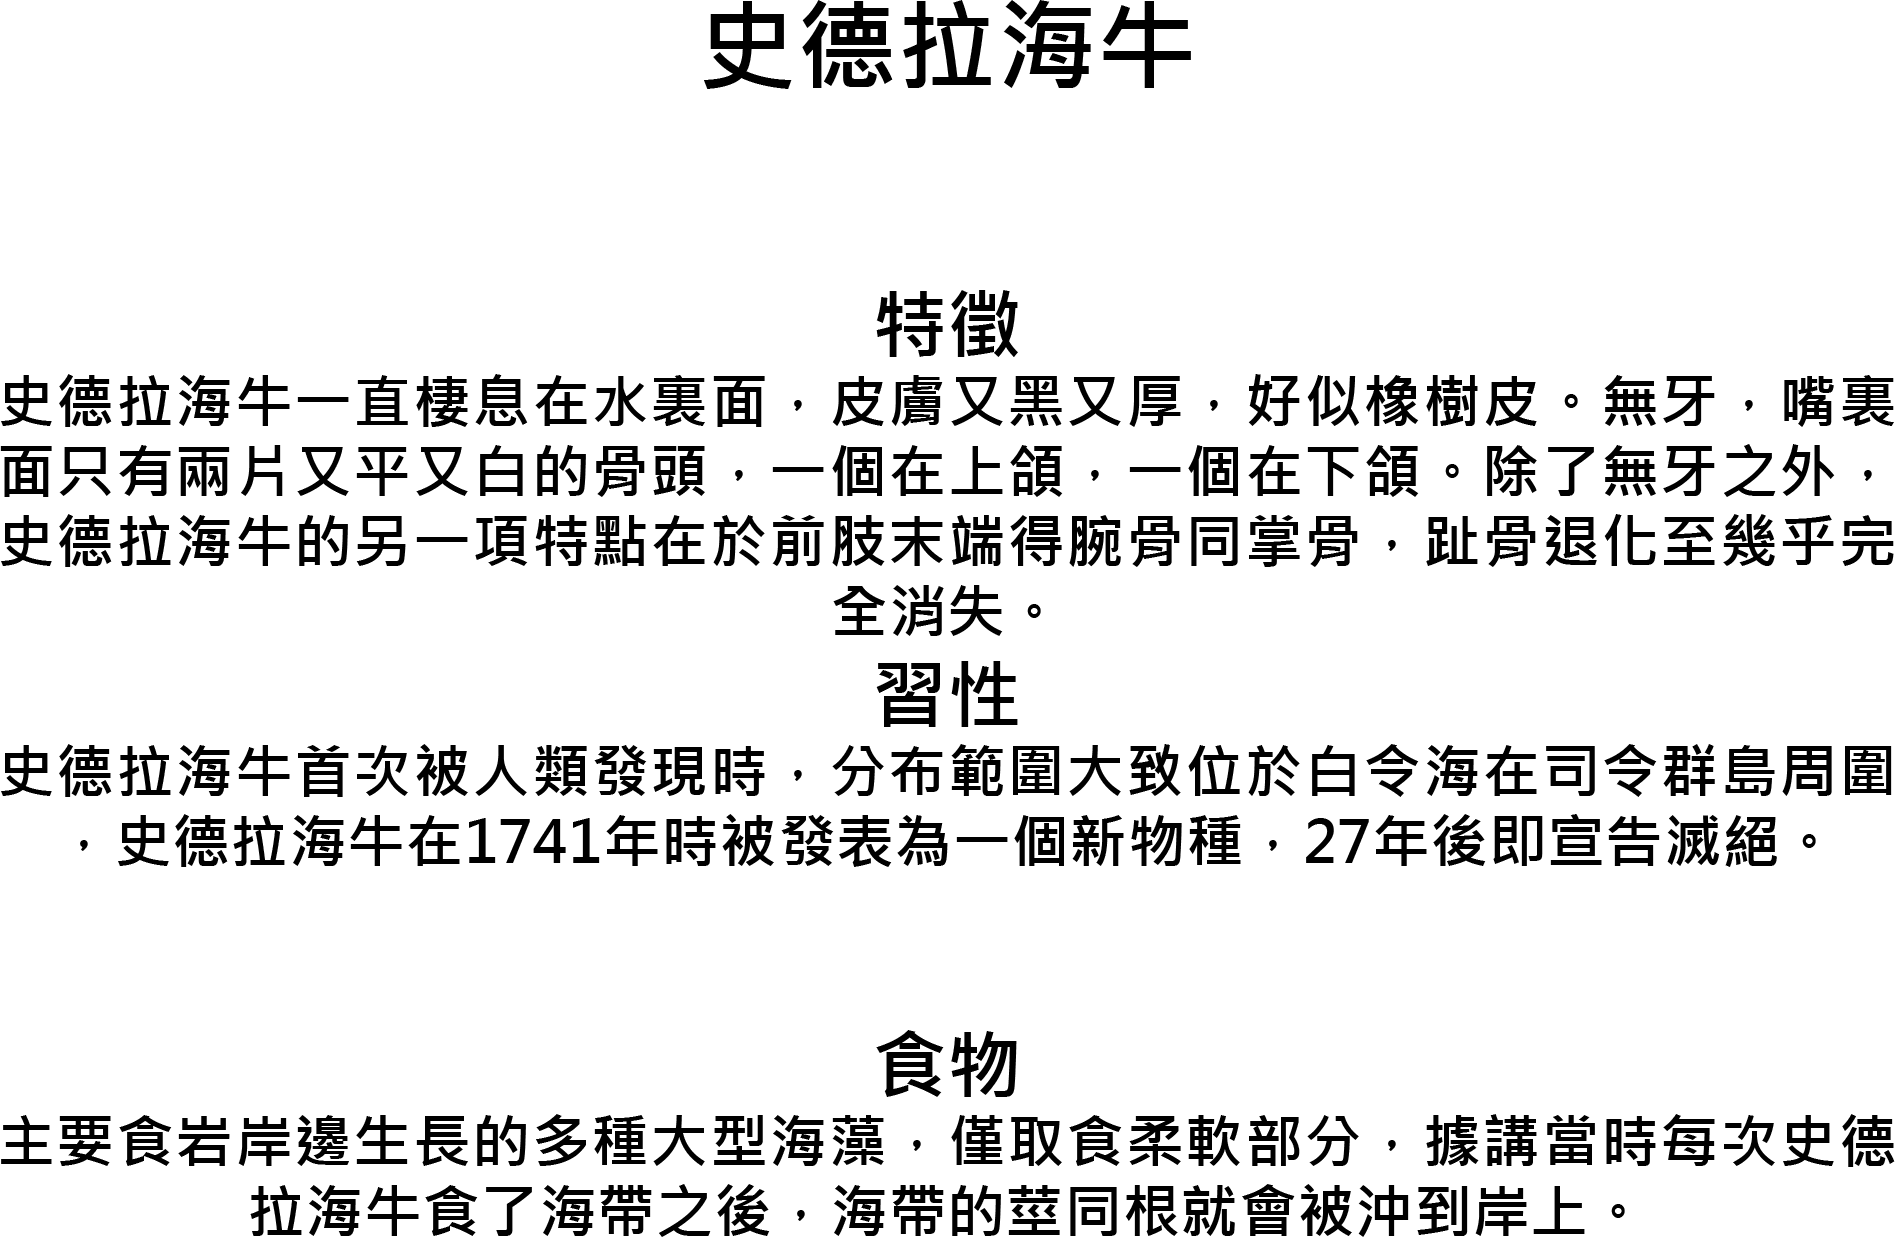 史德拉海牛
特徵
史德拉海牛一直棲息在水裏面，皮膚又黑又厚，好似橡樹皮。無牙，嘴裏
面只有兩片又平又白的骨頭，一個在上頜，一個在下頜。除了無牙之外，
史德拉海牛的另一項特點在於前肢末端得腕骨同掌骨，趾骨退化至幾乎完
全消失。
習性
史德拉海牛首次被人類發現時，分布範圍大致位於白令海在司令群島周圍
，史德拉海牛在1741年時被發表為一個新物種，27年後即宣告滅絕。
食物
主要食岩岸邊生長的多種大型海藻，僅取食柔軟部分，據講當時每次史德
拉海牛食了海帶之後，海帶的莖同根就會被沖到岸上。